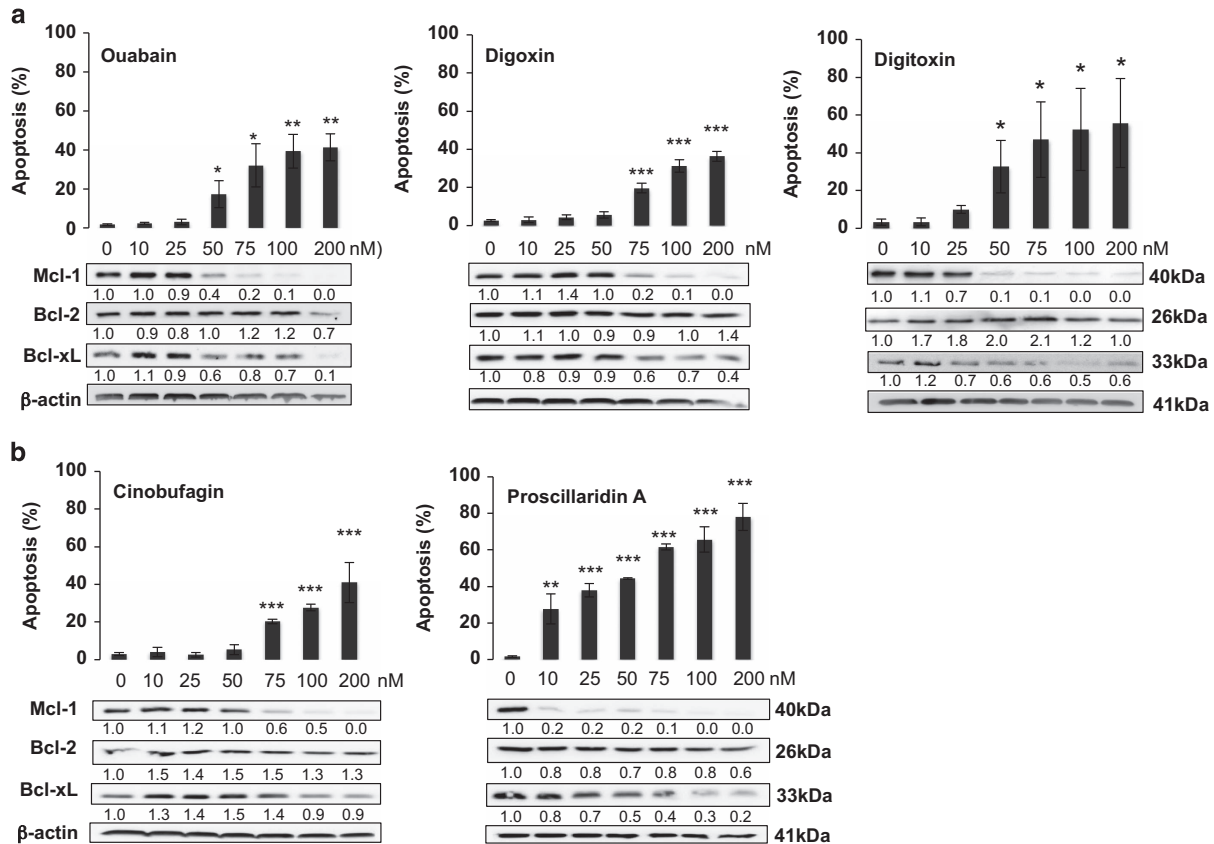 a
Ouabain
Apoptosis (%)
100
80
60
40
20
0
* * ** **
0 10 25 50 75 100 200 nM)
Mcl-1
1.0 1.0 0.9 0.4 0.2 0.1 0.0
Bcl-2
1.0 0.9 0.8 1.0 1.2 1.2 0.7
Bcl-xL
1.0 1.1 0.9 0.6 0.8 0.7 0.1
β-actin
Digoxin
Apoptosis (%)
100
80
60
40
20
0
*** *** ***
0 10 25 50 75 100 200 nM
1.0 1.1 1.4 1.0 0.2 0.1 0.0
1.0 1.1 1.0 0.9 0.9 1.0 1.4
1.0 0.8 0.9 0.9 0.6 0.7 0.4
Digitoxin
Apoptosis (%)
100
80
60
40
20
0
* * * *
0 10 25 50 75 100 200 nM
40kDa
1.0 1.1 0.7 0.1 0.1 0.0 0.0
26kDa
1.0 1.7 1.8 2.0 2.1 1.2 1.0
33kDa
1.0 1.2 0.7 0.6 0.6 0.5 0.6
41kDa
b
Cinobufagin
Apoptosis (%)
100
80
60
40
20
0
*** *** ***
0 10 25 50 75 100 200 nM
Mcl-1
1.0 1.1 1.2 1.0 0.6 0.5 0.0
Bcl-2
1.0 1.5 1.4 1.5 1.5 1.3 1.3
Bcl-xL
1.0 1.3 1.4 1.5 1.4 0.9 0.9
β-actin
Proscillaridin A
Apoptosis (%)
100
80
60
40
20
0
** *** *** *** *** ***
0 10 25 50 75 100 200 nM
40kDa
1.0 0.2 0.2 0.2 0.1 0.0 0.0
26kDa
1.0 0.8 0.8 0.7 0.8 0.8 0.6
33kDa
1.0 0.8 0.7 0.5 0.4 0.3 0.2
41kDa